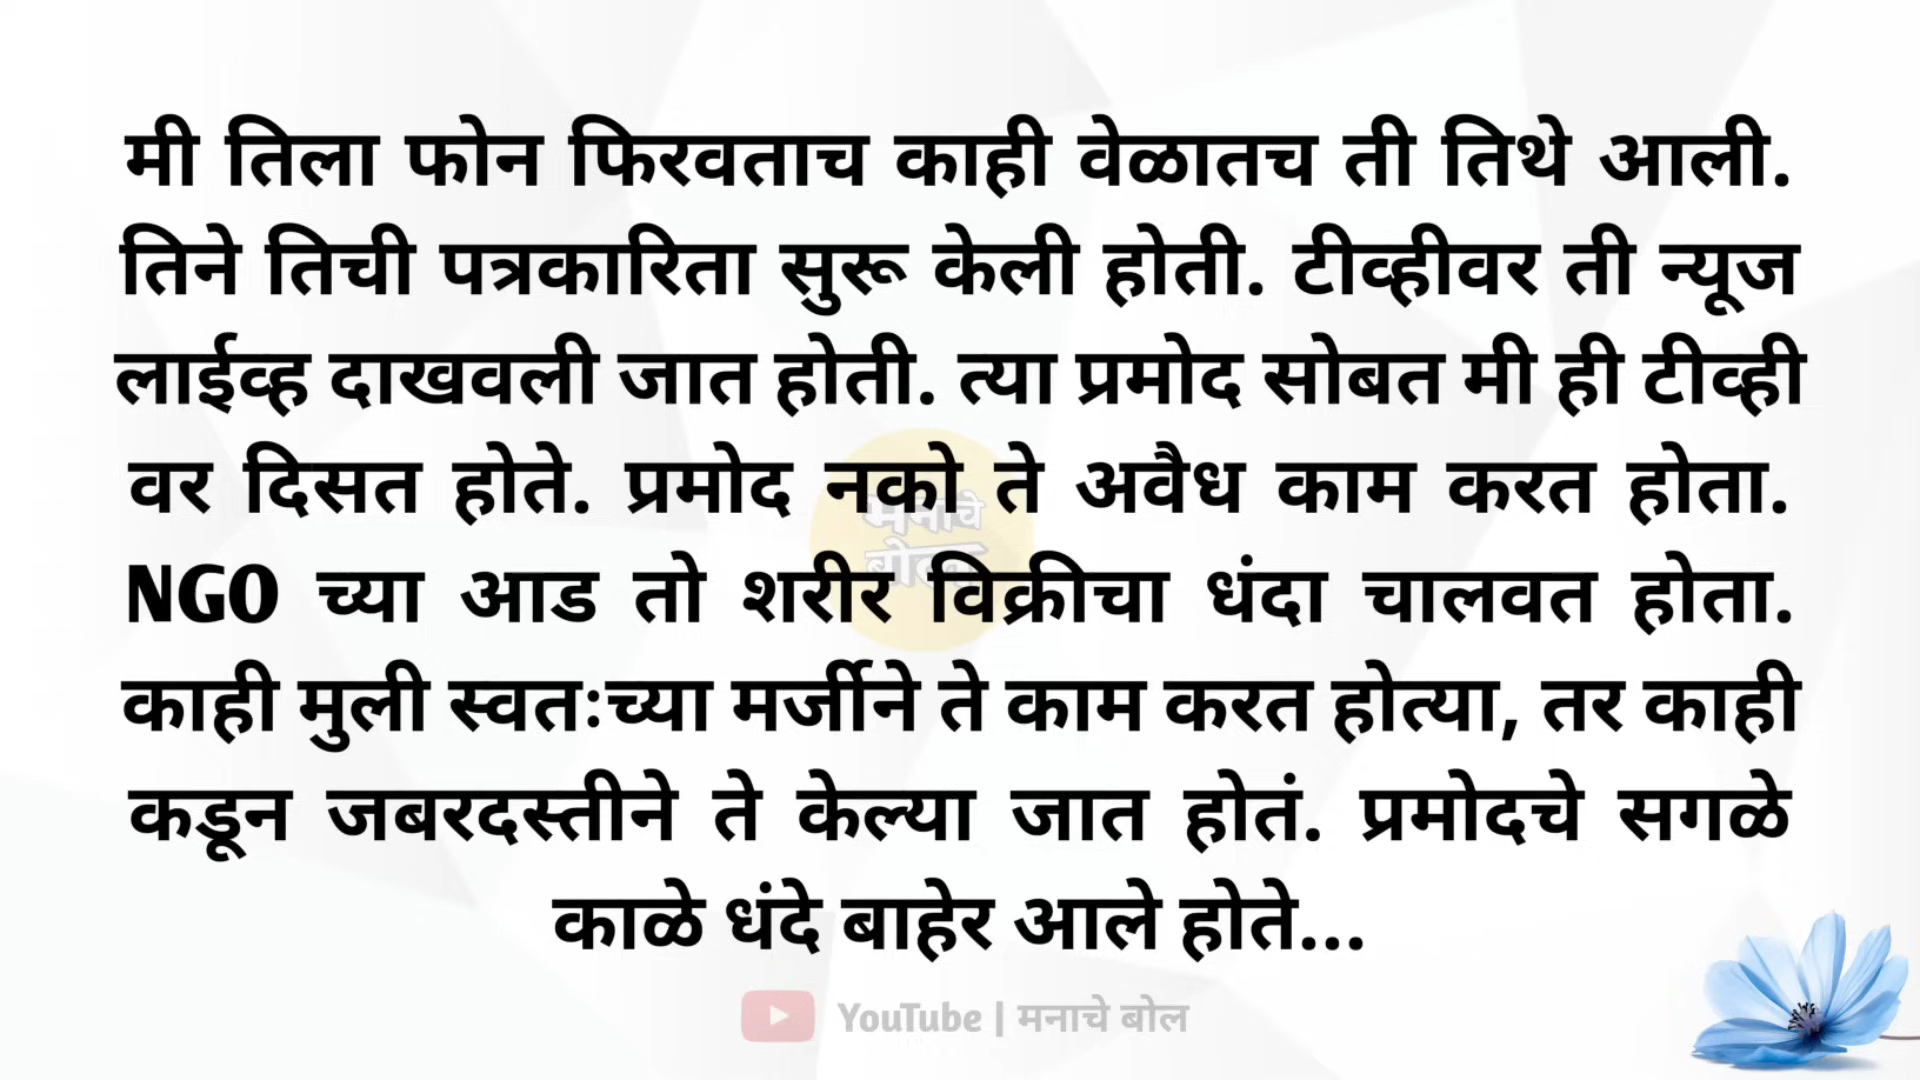 मी तिला फोन फिरवताच काही वेळातच ती तिथे आली.
तिने तिची पत्रकारिता सुरू केली होती. टीव्हीवर ती न्यूज
लाईव्ह दाखवली जात होती. त्या प्रमोद सोबत मी ही टीव्ही
वर दिसत होते. प्रमोद नको ते अवैध काम करत होता.
NGO च्या आड तो शरीर विक्रीचा धंदा चालवत होता.
काही मुली स्वतःच्या मर्जीने ते काम करत होत्या, तर काही
कडून जबरदस्तीने ते केल्या जात होतं. प्रमोदचे सगळे
काळे धंदे बाहेर आले होते...
मनाचे
बोल
YouTube | मनाचे बोल